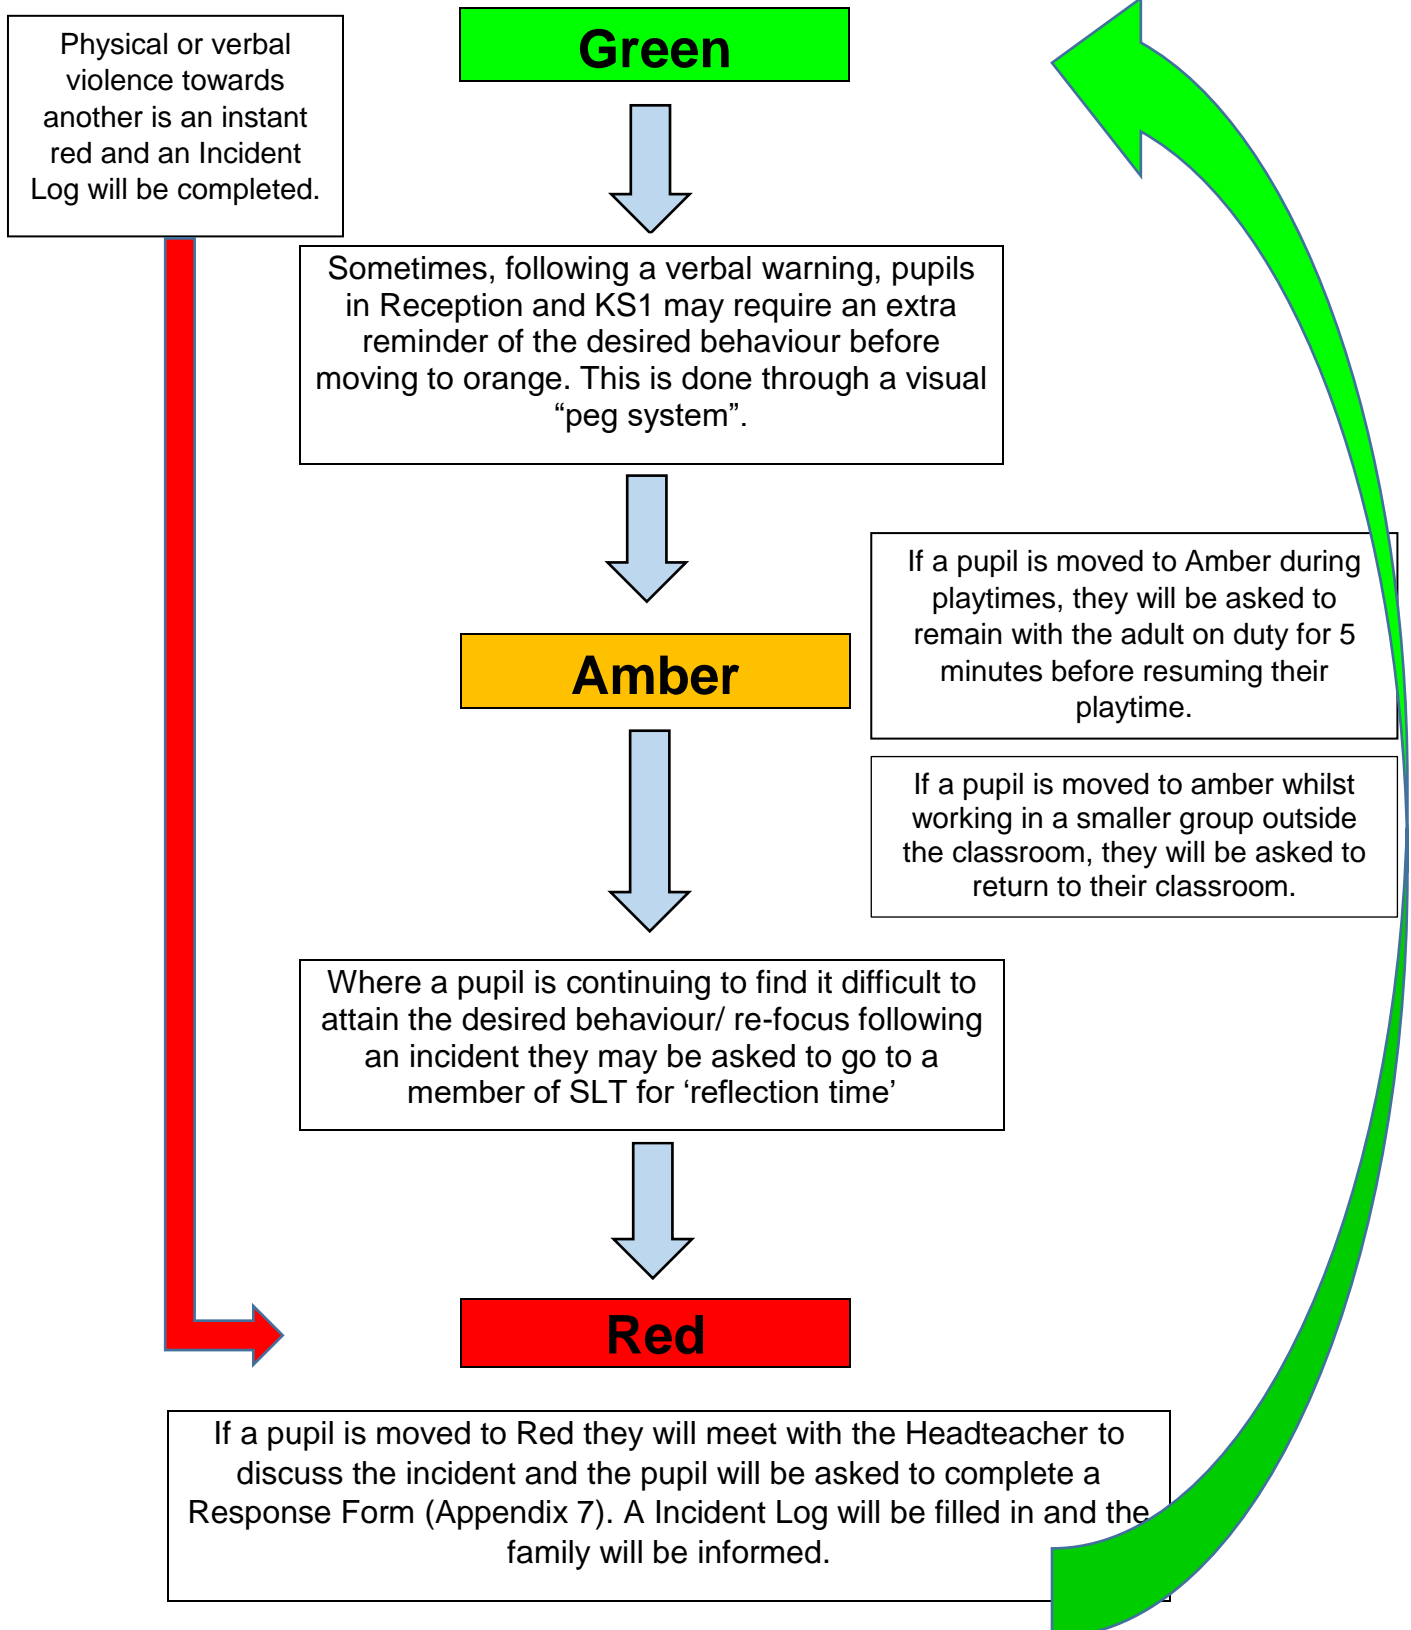 Physical or verbal
violence towards
another is an instant
red and an Incident
Log will be completed.
Green
Sometimes, following a verbal warning, pupils
in Reception and KS1 may require an extra
reminder of the desired behaviour before
moving to orange. This is done through a visual
“peg system”.
If a pupil is moved to Amber during
playtimes, they will be asked to
remain with the adult on duty for 5
minutes before resuming their
playtime.
Amber
If a pupil is moved to amber whilst
working in a smaller group outside
the classroom, they will be asked to
return to their classroom.
Where a pupil is continuing to find it difficult to
attain the desired behaviour/ re-focus following
an incident they may be asked to go to a
member of SLT for ‘reflection time’
Red
If a pupil is moved to Red they will meet with the Headteacher to
discuss the incident and the pupil will be asked to complete a
Response Form (Appendix 7). A Incident Log will be filled in and the
family will be informed.